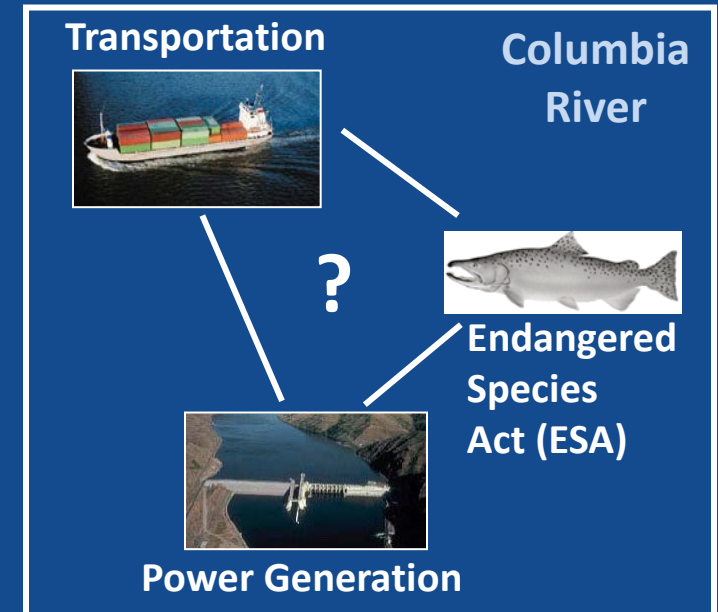 Transportation
Columbia
River
?
Endangered
Species
Act (ESA)
Power Generation